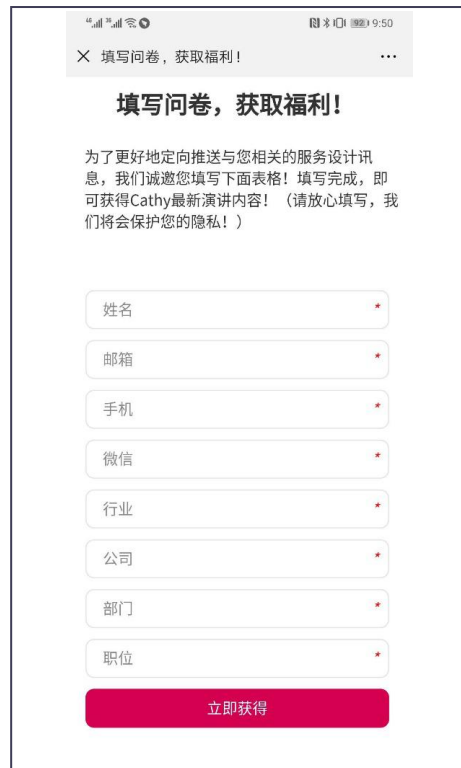 92 9:50
填写问卷，获取福利！
填写问卷，获取福利！
为了更好地定向推送与您相关的服务设计讯
息，我们诚邀您填写下面表格！填写完成，即
可获得Cathy最新演讲内容！（请放心填写，我
们将会保护您的隐私！）
姓名 *
邮箱 *
手机 *
微信 *
行业 *
公司 *
部门 *
职位 *
立即获得